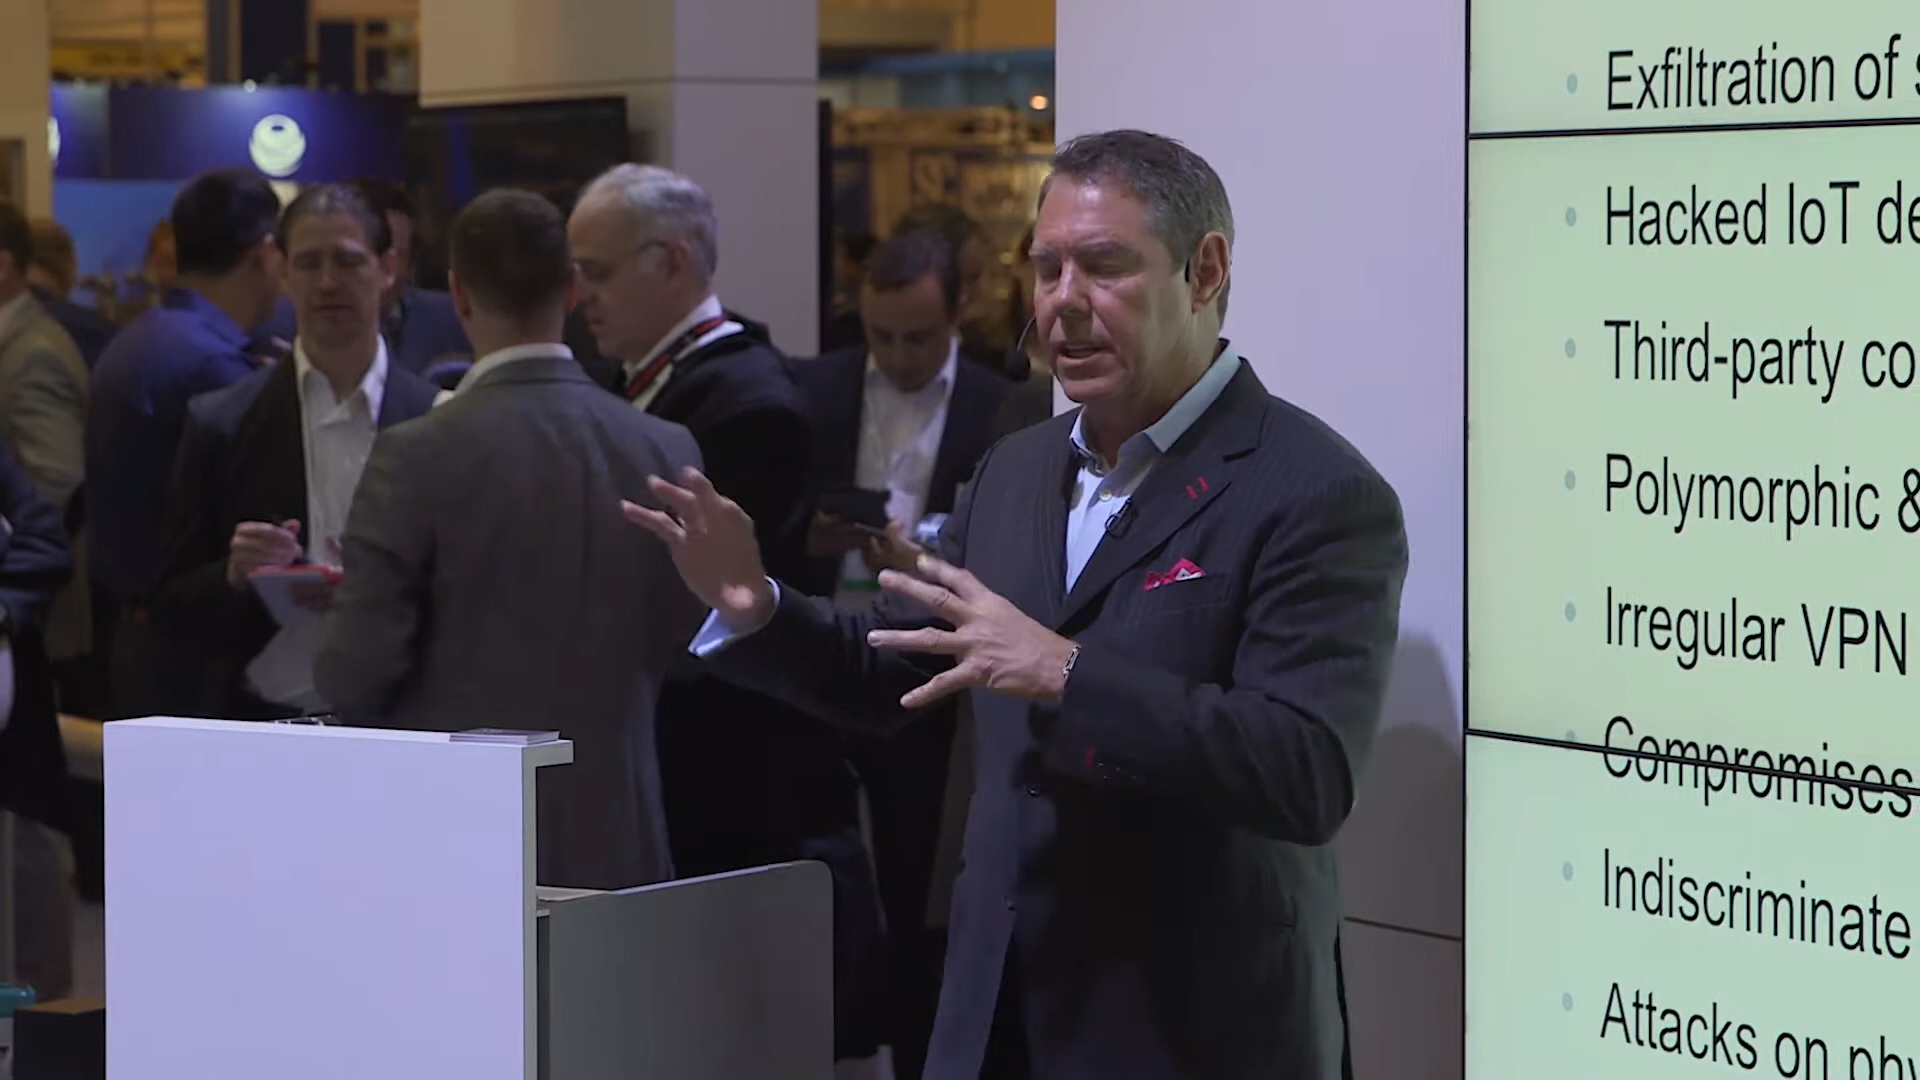 Exfiltration of
Hacked IoT
Third-party
Polymorphic &
Irregular VPN
Compromises
Indiscriminate
Attacks on